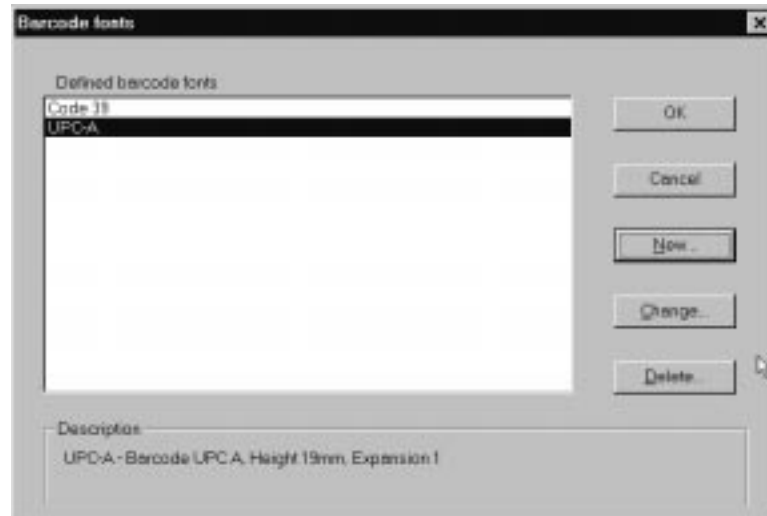 Barcode fonts
Defined barcode fonts
Code 39
UPC-A
OK
Cancel
New...
Change...
Delete...
Description
UPC-A - Barcode UPC A, Height 19mm, Expansion 1